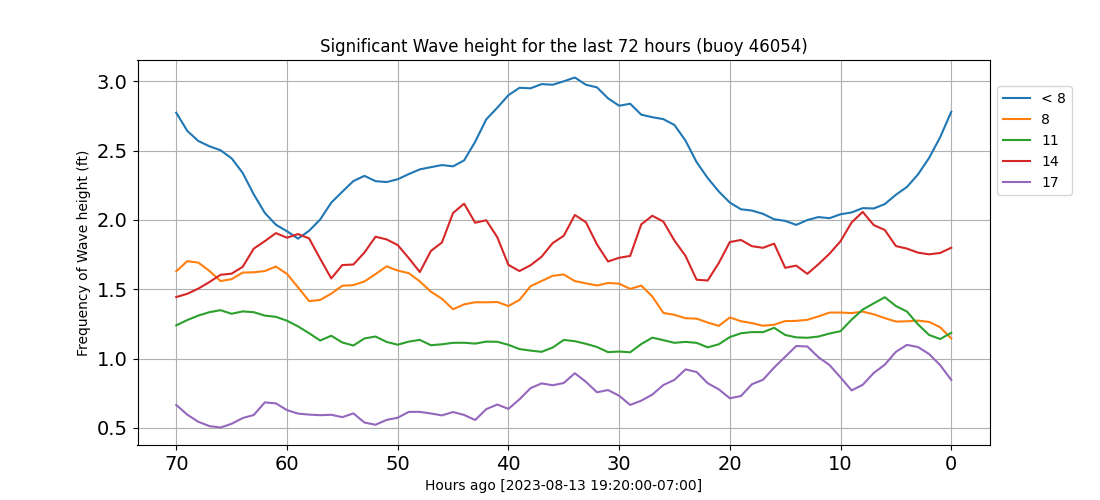 Significant Wave height for the last 72 hours (buoy 46054)
Frequency of Wave height (ft)
3.0
2.5
2.0
1.5
1.0
0.5
70 60 50 40 30 20 10 0
Hours ago [2023-08-13 19:20:00-07:00]
< 8
8
11
14
17